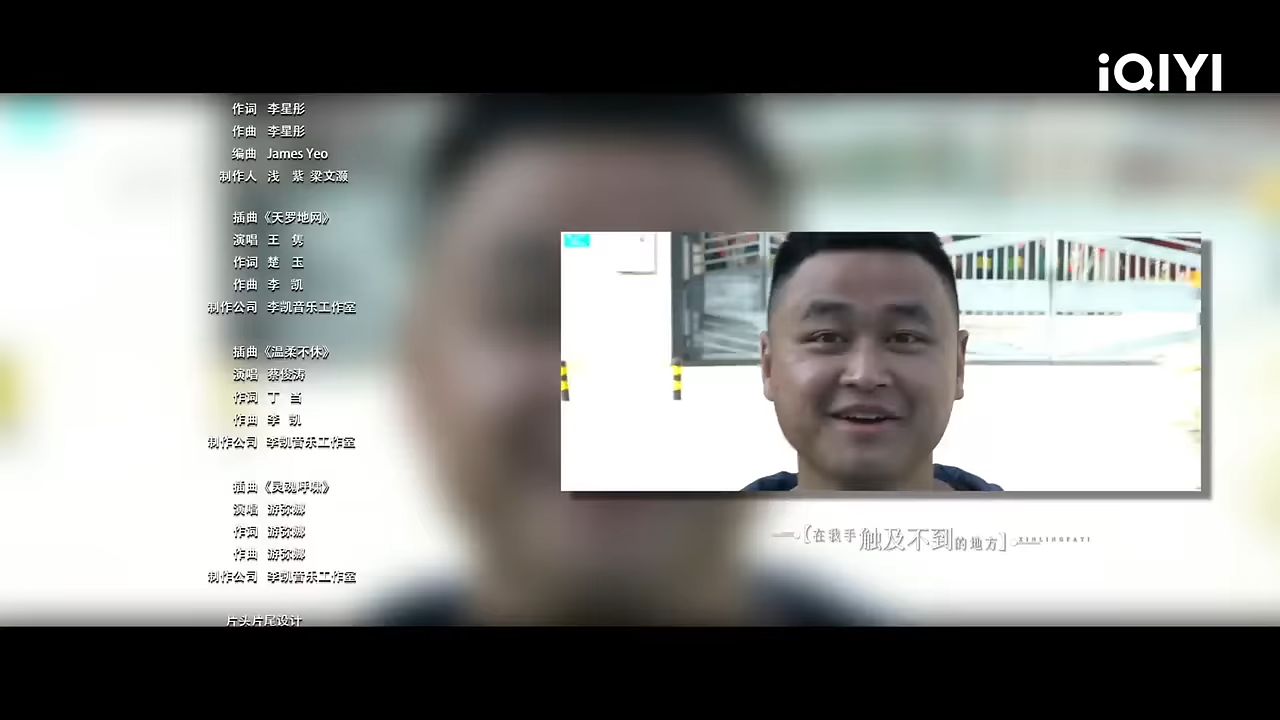 iQIYI
作词 李星彤
作曲 李星彤
编曲 James Yeo
制作人 浅 紫 梁文灏
插曲《天罗地网》
演唱 王 隽
作词 楚 玉
作曲 李 凯
制作公司 李凯音乐工作室
插曲《温柔不休》
演唱 蔡俊涛
作词 丁 当
作曲 李 凯
制作公司 李凯音乐工作室
插曲《灵魂呼啸》
演唱 游弥娜
作词 游弥娜
作曲 游弥娜
制作公司 李凯音乐工作室
片头片尾设计
[在我手触及不到的地方]